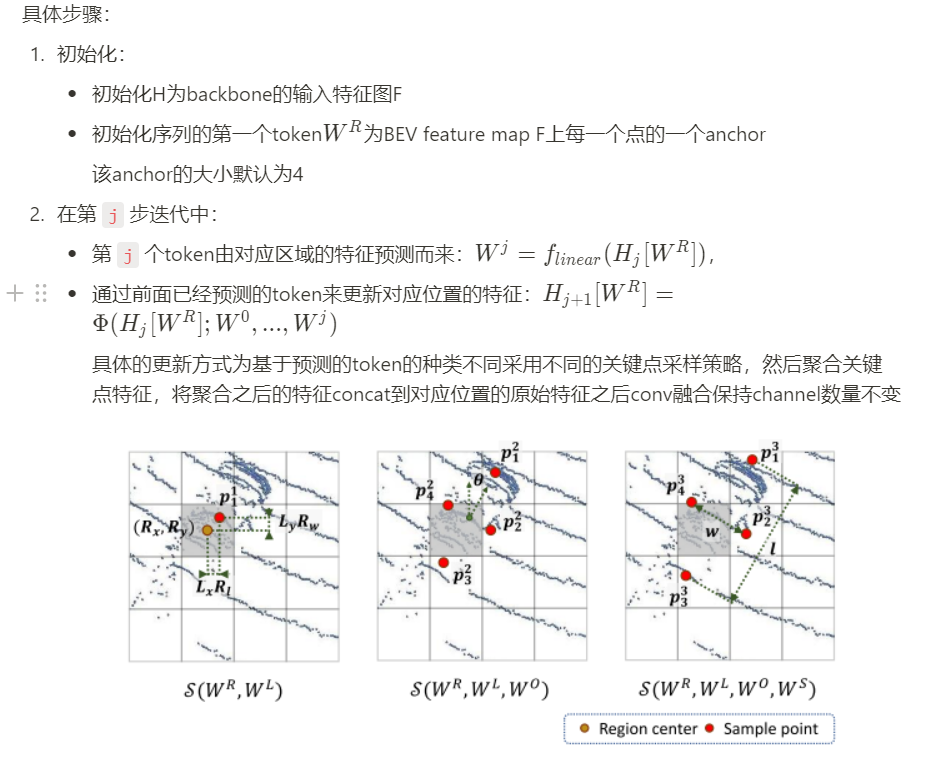 具体步骤：
1. 初始化：
• 初始化H为backbone的输入特征图F
• 初始化序列的第一个token$W^R$为BEV feature map F上每一个点的一个anchor
该anchor的大小默认为4
2. 在第 j 步迭代中：
• 第 j 个token由对应区域的特征预测而来：$W^j = f_{linear}(H_j[W^R])$,
• 通过前面已经预测的token来更新对应位置的特征：$H_{j+1}[W^R] =$
$\Phi(H_j[W^R]; W^0, ..., W^j)$
具体的更新方式为基于预测的token的种类不同采用不同的关键点采样策略，然后聚合关键
点特征，将聚合之后的特征concat到对应位置的原始特征之后conv融合保持channel数量不变
$p_1^1$
$(R_x, R_y)$
$L_yR_w$
$L_xR_l$
$\mathcal{S}(W^R, W^L)$
$p_1^2$
$\theta$
$p_4^2$
$p_2^2$
$p_3^2$
$\mathcal{S}(W^R, W^L, W^O)$
$p_1^3$
$p_4^3$
$p_2^3$
$w$
$l$
$p_3^3$
$\mathcal{S}(W^R, W^L, W^O, W^S)$
Region center Sample point